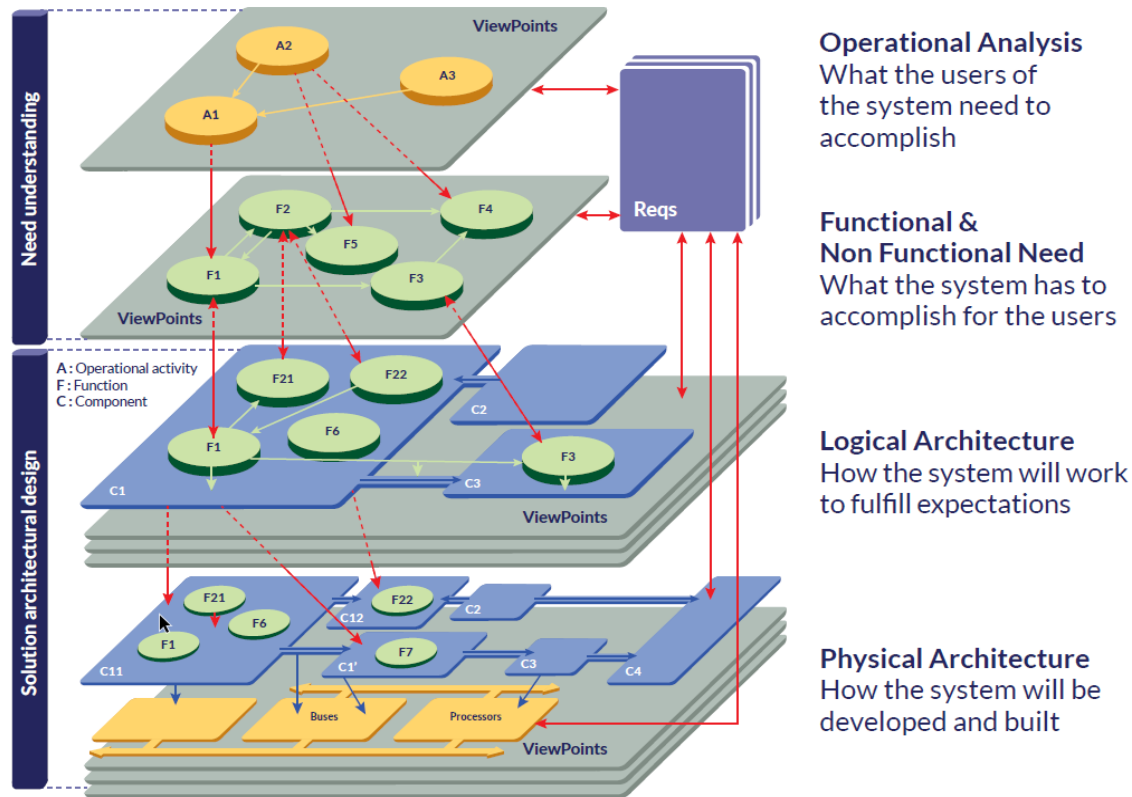 Need understanding
ViewPoints
A2
A3
A1
Reqs
F2
F4
F5
F1
F3
ViewPoints
Operational Analysis
What the users of
the system need to
accomplish
Functional &
Non Functional Need
What the system has to
accomplish for the users
Solution architectural design
A : Operational activity
F : Function
C : Component
F21
F22
C2
F6
F1
F3
C1
C3
ViewPoints
Logical Architecture
How the system will work
to fulfill expectations
F21
F22
C2
F6
C12
F1
F7
C11
C1'
C3
C4
Buses
Processors
ViewPoints
Physical Architecture
How the system will be
developed and built